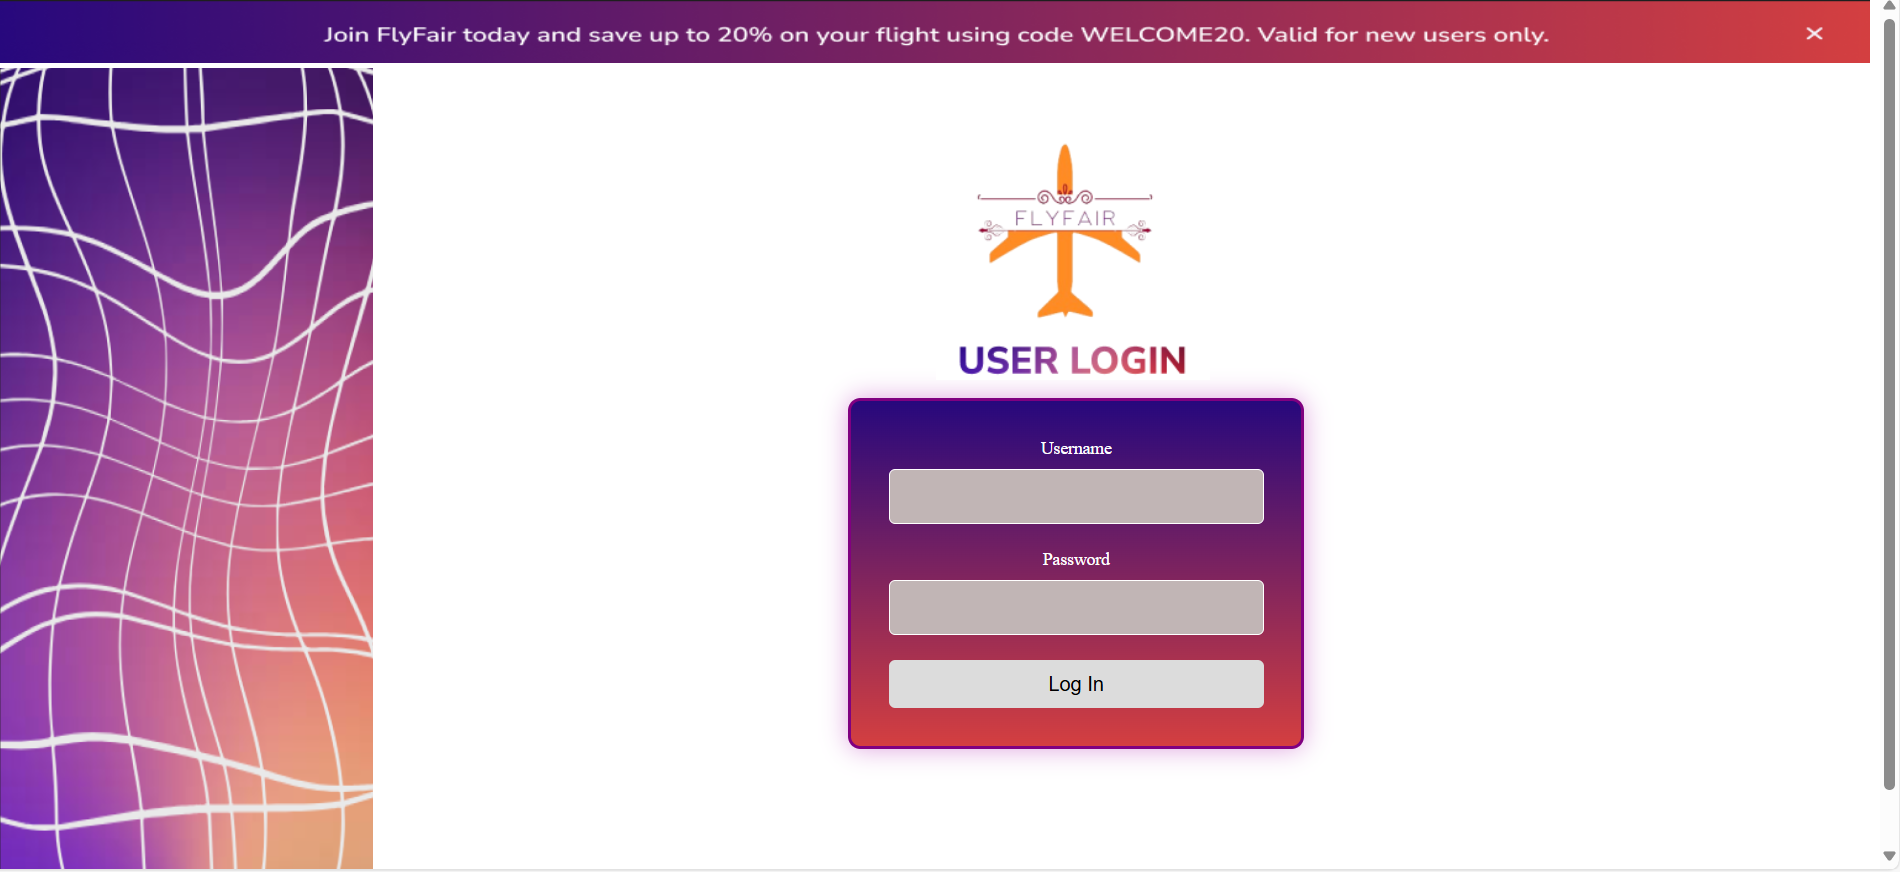 Join FlyFair today and save up to 20% on your flight using code WELCOME20. Valid for new users only.
FLYFAIR
USER LOGIN
Username
Password
Log In